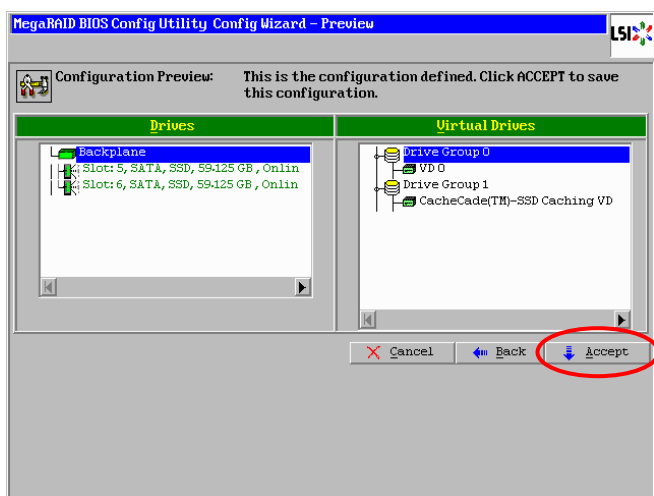 MegaRAID BIOS Config Utility Config Wizard – Preview
LSI
Configuration Preview: This is the configuration defined. Click ACCEPT to save
this configuration.
Drives
Virtual Drives
Backplane
Slot: 5, SATA, SSD, 59.125 GB , Onlin
Slot: 6, SATA, SSD, 59.125 GB , Onlin
Drive Group 0
VD 0
Drive Group 1
CacheCade(TM)-SSD Caching VD
Cancel
Back
Accept